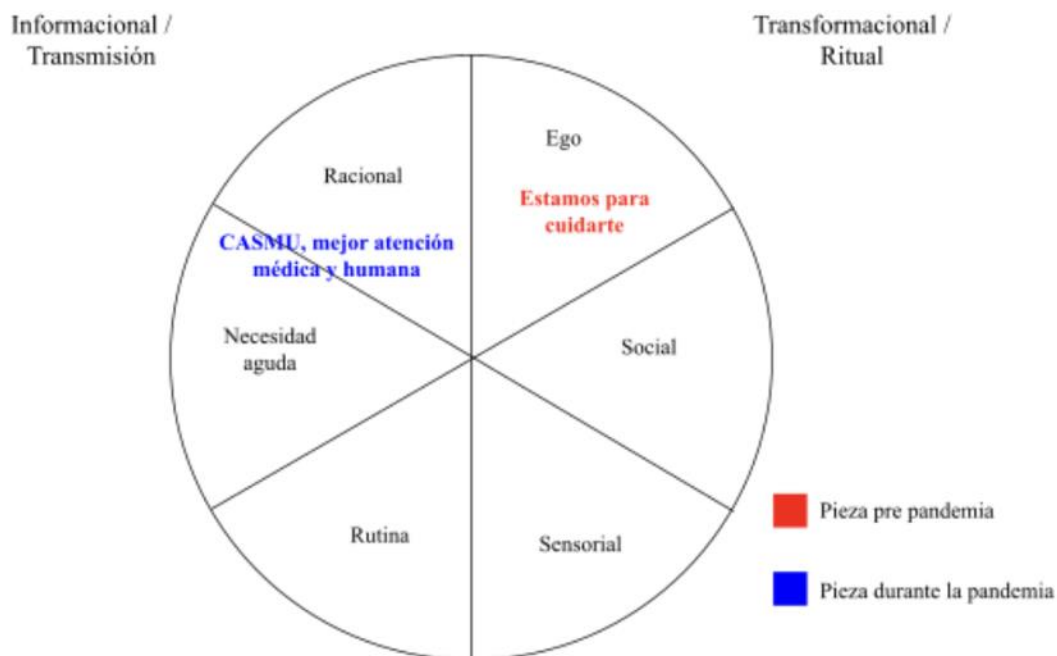 Informacional /
Transmisión
Transformacional /
Ritual
Ego
Racional
Estamos para
cuidarte
CASMU, mejor atención
médica y humana
Necesidad
aguda
Social
Rutina
Sensorial
Pieza pre pandemia
Pieza durante la pandemia